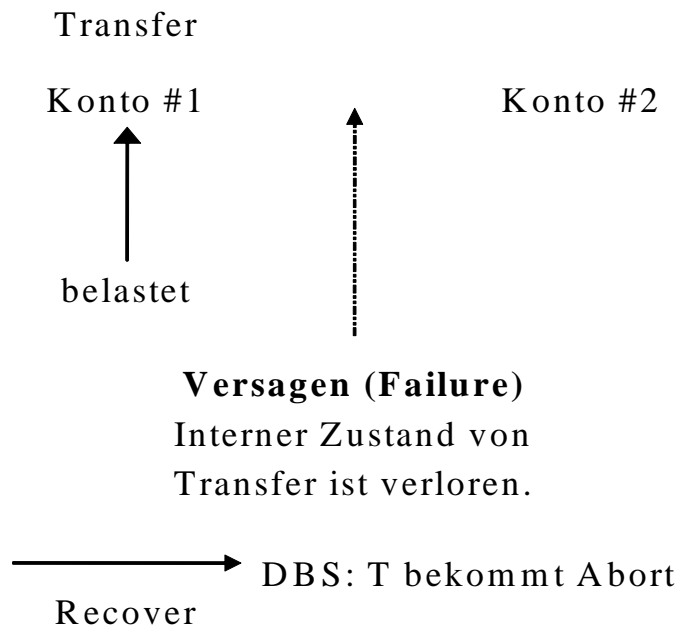 Transfer
Konto #1 Konto #2
belastet
Versagen (Failure)
Interner Zustand von
Transfer ist verloren.
DBS: T bekommt Abort
Recover